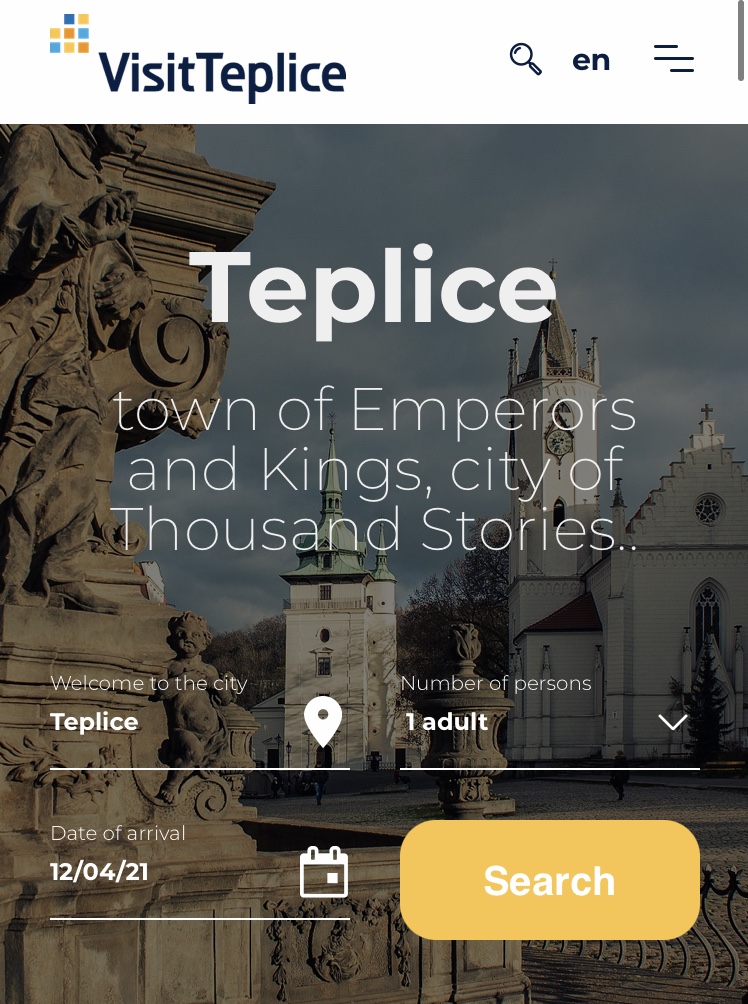 VisitTeplice
en
Teplice
town of Emperors
and Kings, city of
Thousand Stories..
Welcome to the city
Teplice
Number of persons
1 adult
Date of arrival
12/04/21
Search